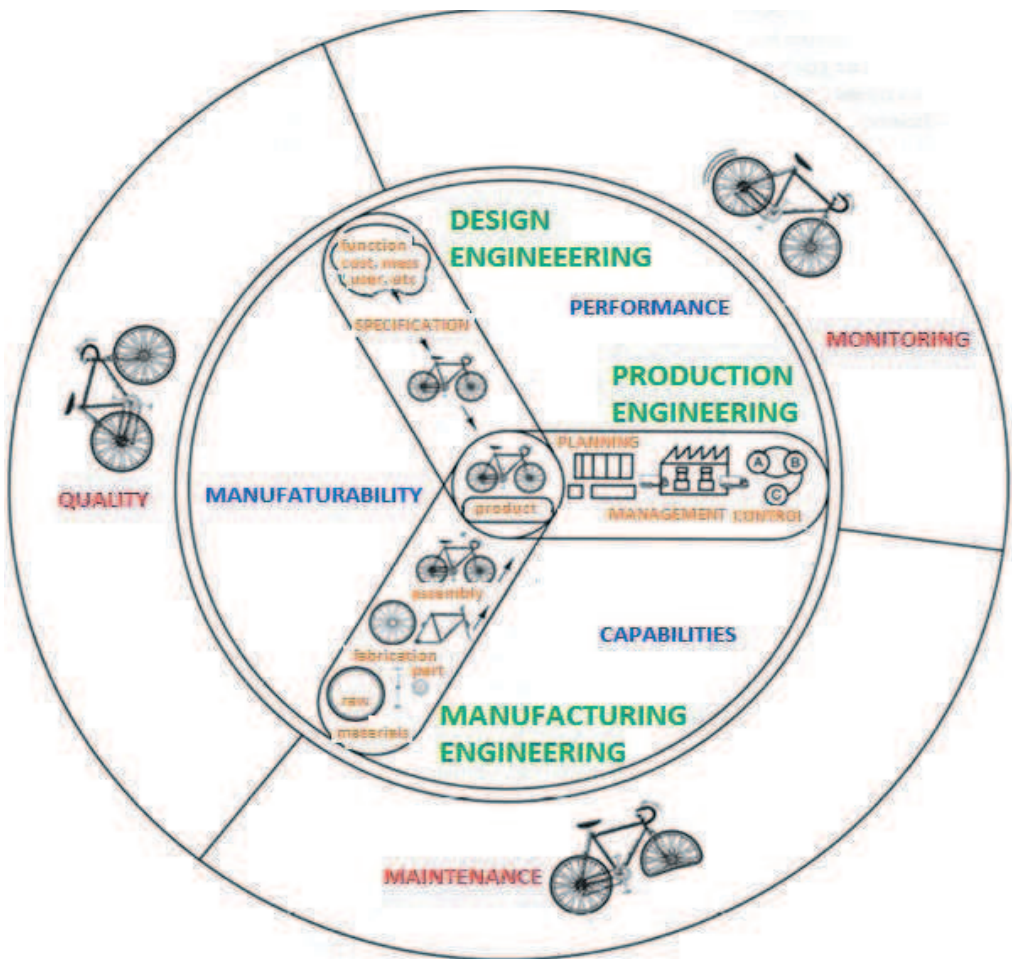 DESIGN
ENGINEEERING
function
cost, mass
user, etc
SPECIFICATION
PERFORMANCE
MONITORING
PRODUCTION
ENGINEERING
PLANNING
A
B
C
MANAGEMENT
CONTROL
product
QUALITY
MANUFATURABILITY
assembly
fabrication
part
raw
materials
CAPABILITIES
MANUFACTURING
ENGINEERING
MAINTENANCE